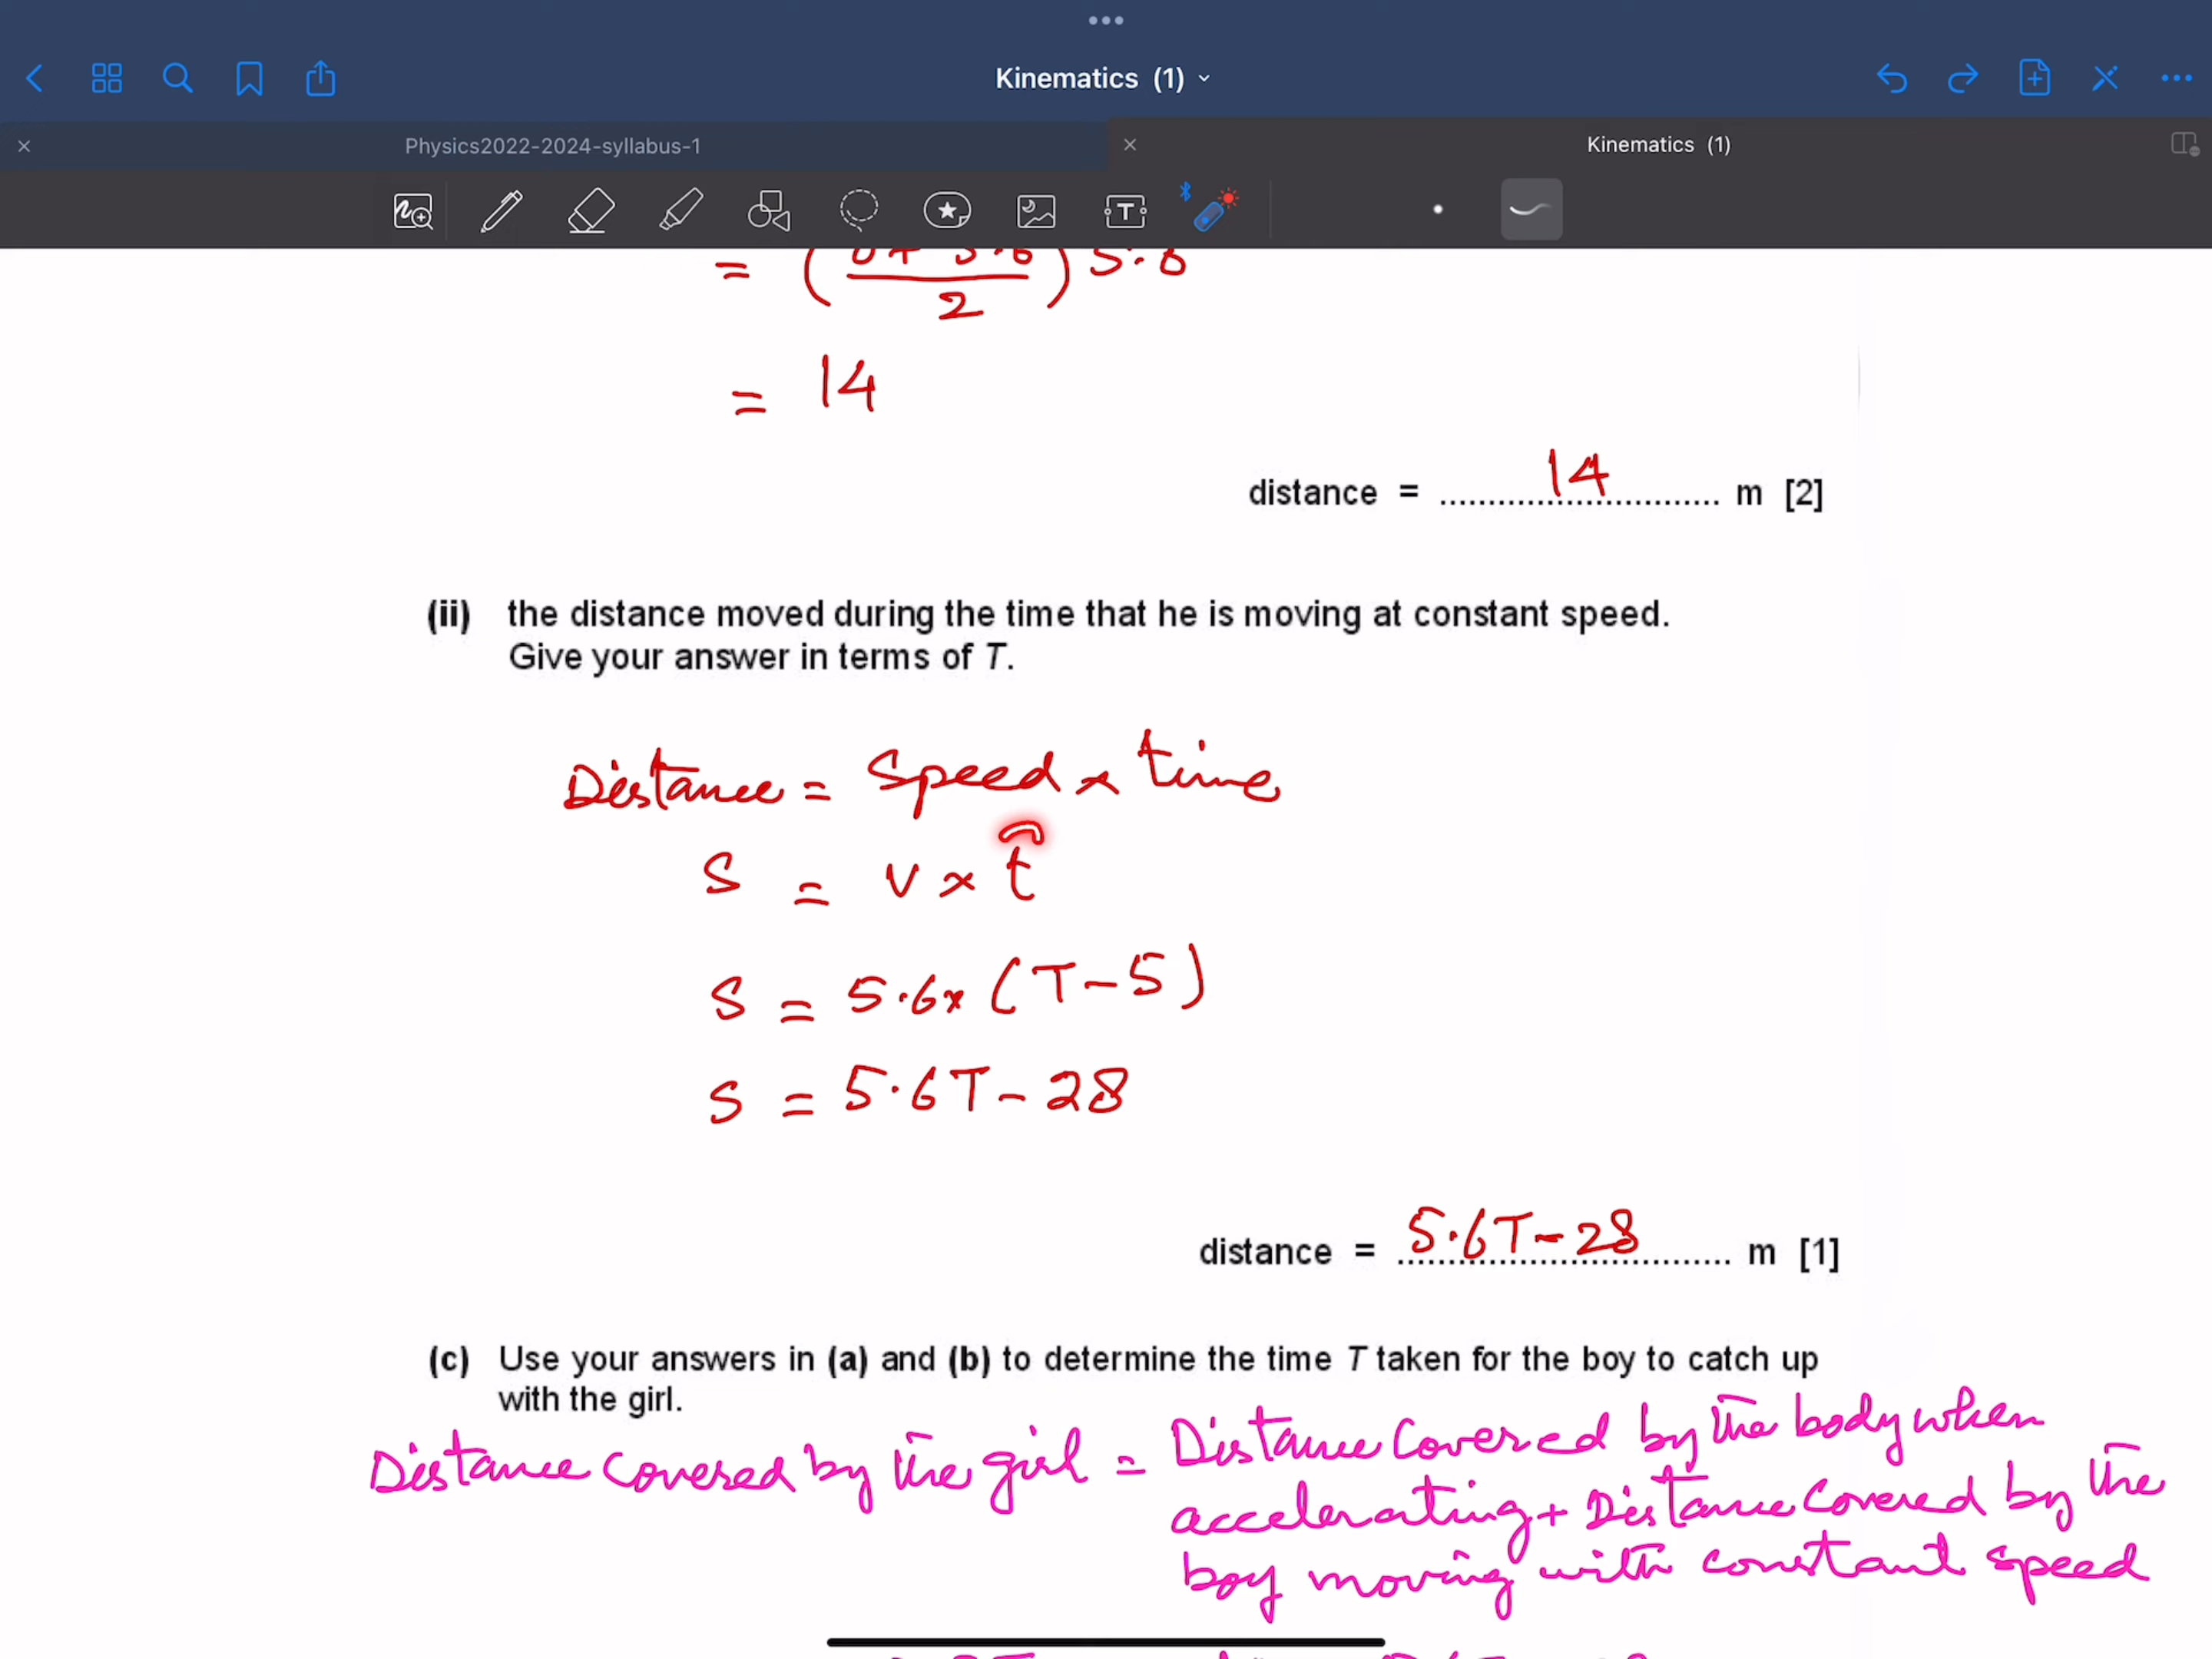 Kinematics (1)
Physics2022-2024-syllabus-1
Kinematics (1)
= 14
14
distance = ............................ m [2]
(ii) the distance moved during the time that he is moving at constant speed.
Give your answer in terms of T.
Distance = Speed × time
S = v × t
S = 5.6 × (T - 5)
S = 5.6T - 28
5.6T - 28
distance = ................................. m [1]
(c) Use your answers in (a) and (b) to determine the time T taken for the boy to catch up
with the girl.
Distance covered by the girl = Distance covered by the body when
accelerating + Distance covered by the
boy moving with constant speed